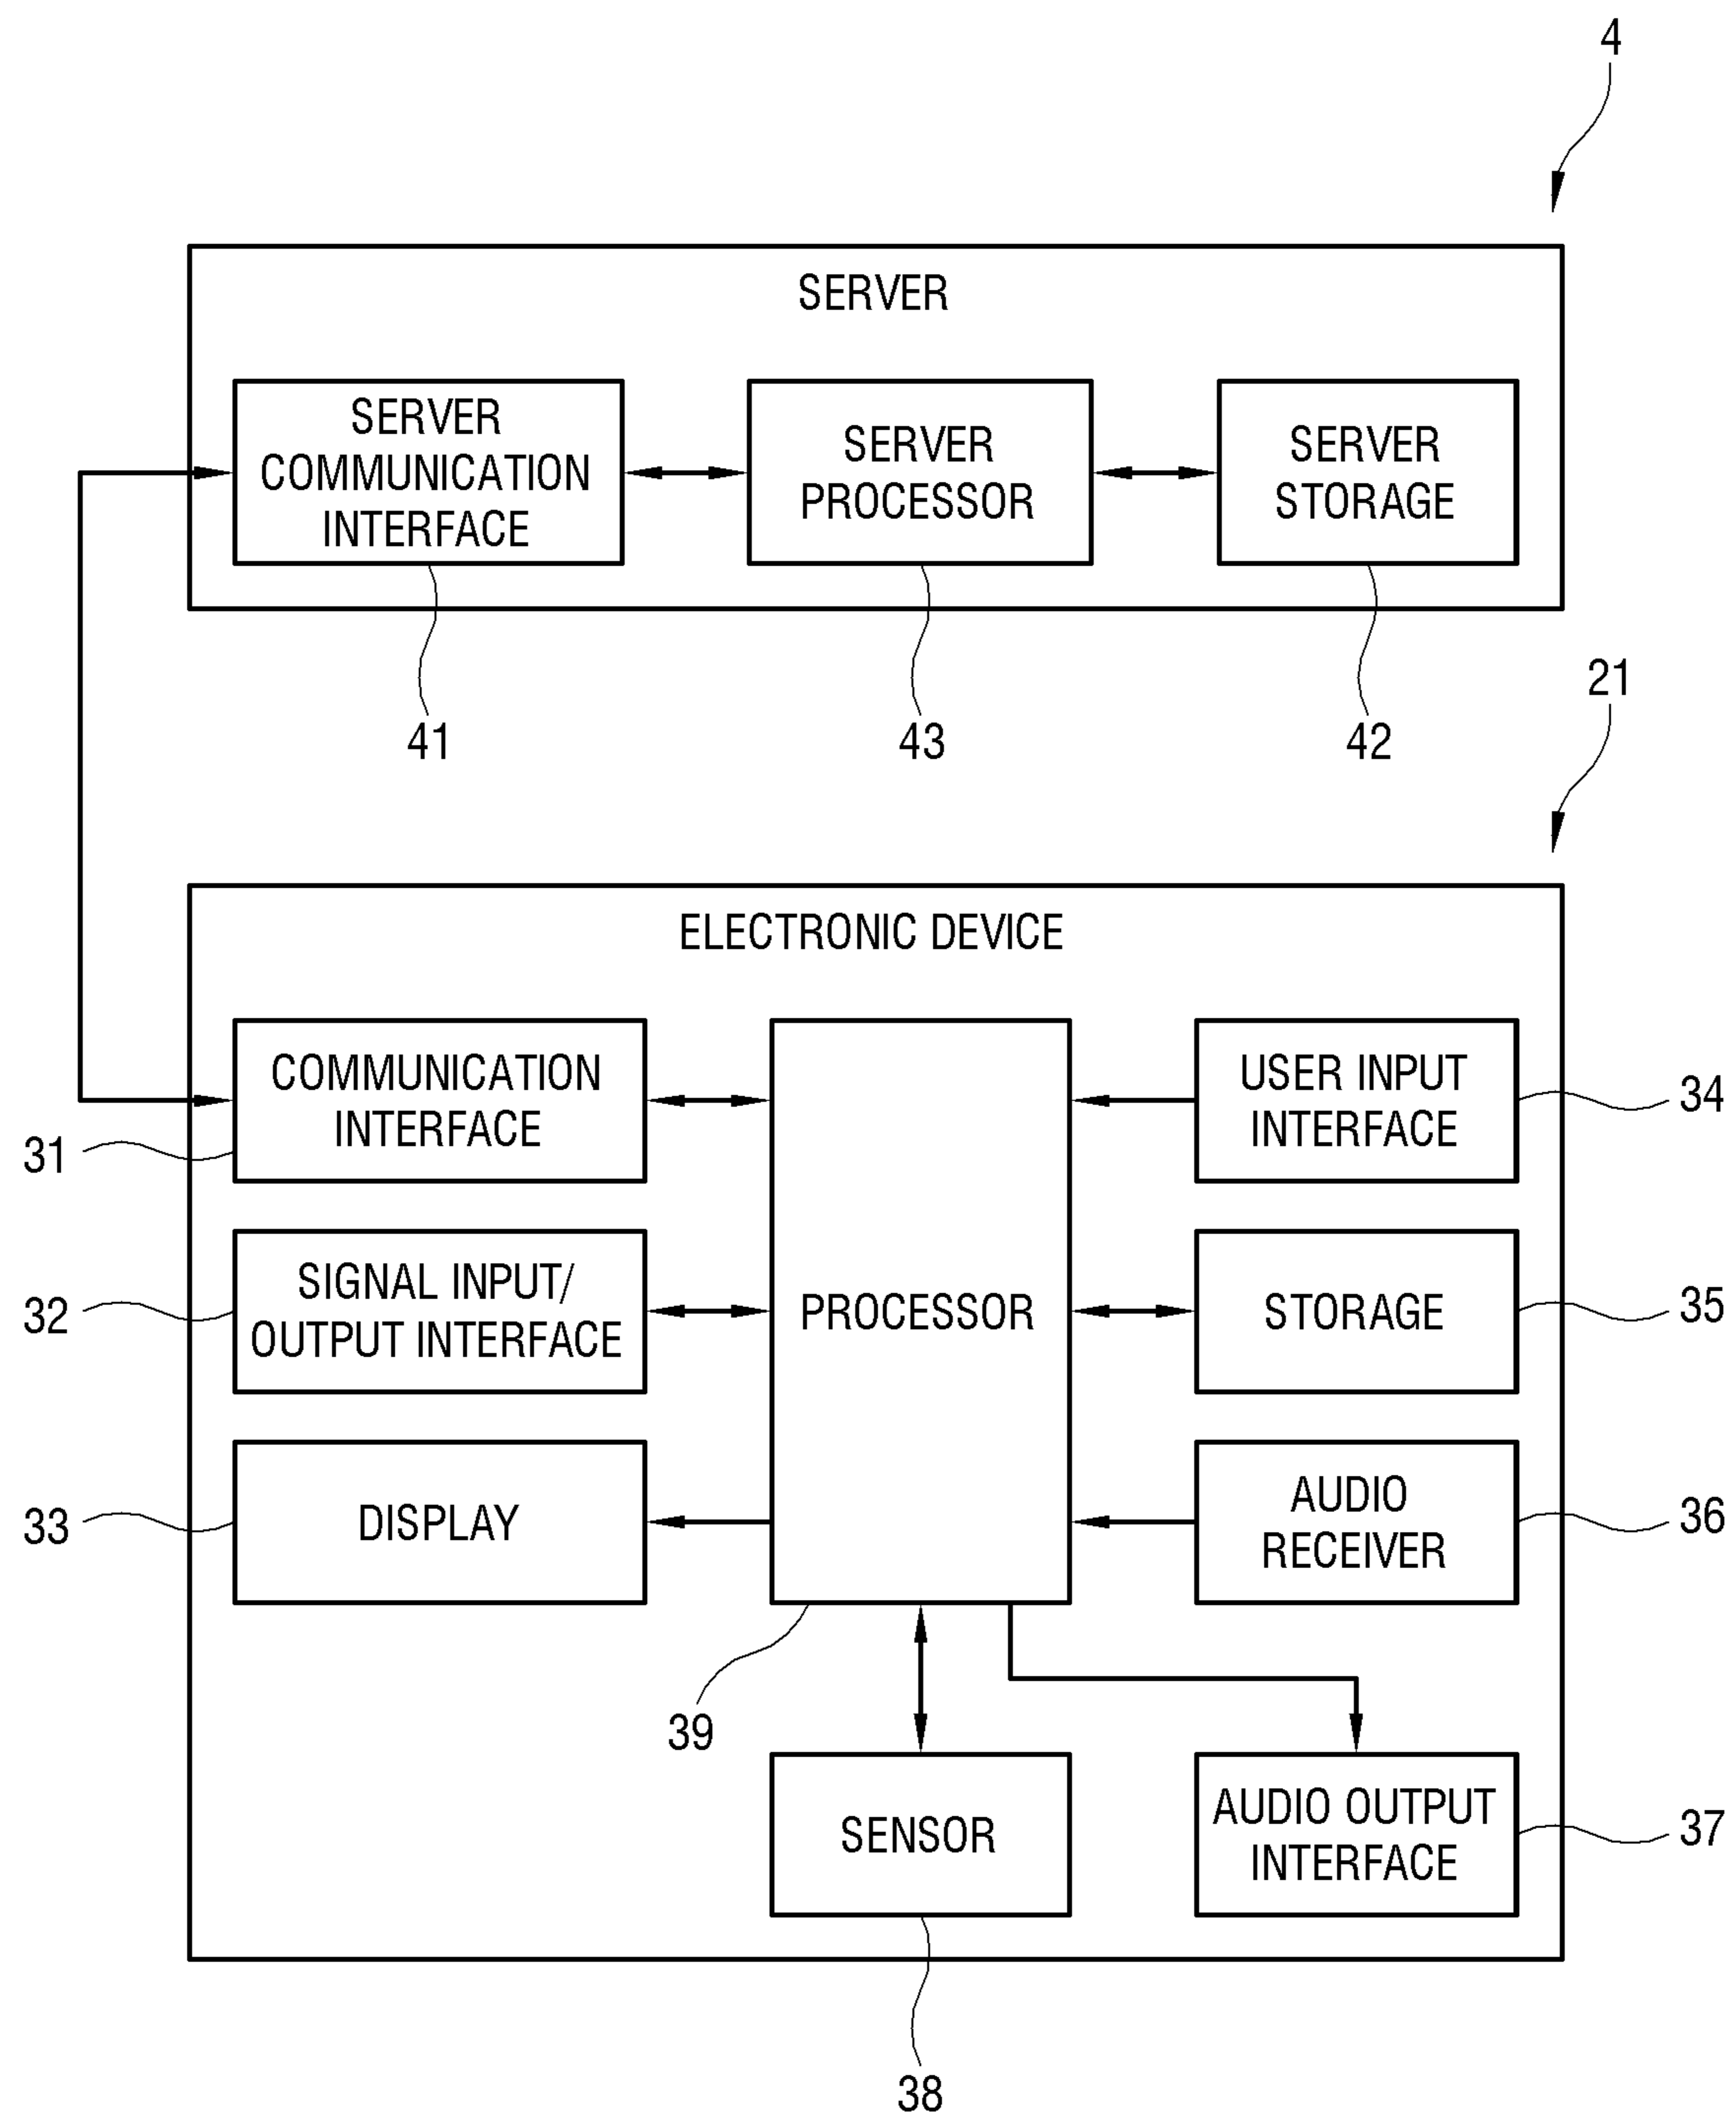 4
SERVER
SERVER
COMMUNICATION
INTERFACE
SERVER
PROCESSOR
SERVER
STORAGE
41
43
42
21
ELECTRONIC DEVICE
COMMUNICATION
INTERFACE
31
USER INPUT
INTERFACE
34
SIGNAL INPUT/
OUTPUT INTERFACE
32
PROCESSOR
STORAGE
35
DISPLAY
33
AUDIO
RECEIVER
36
39
SENSOR
AUDIO OUTPUT
INTERFACE
37
38